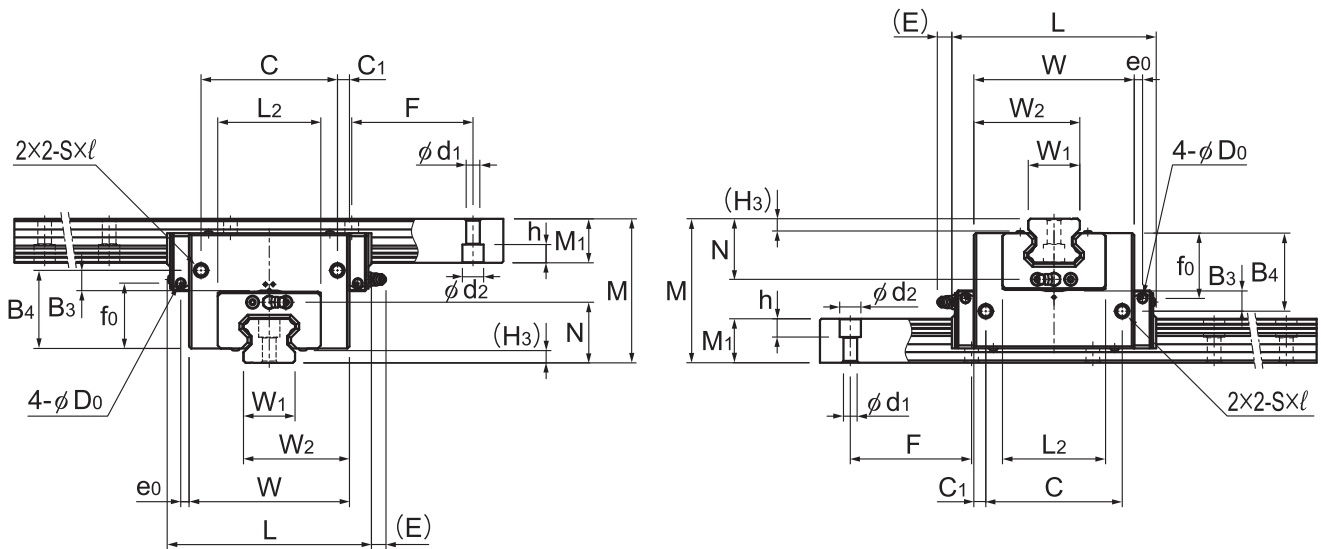 C
C1
L2
F
2×2-S×ℓ
φd1
h
M1
M
B4
B3
f0
φd2
N
(H3)
4-φD0
W1
W2
e0
W
L
(E)
(E)
L
e0
W
W2
W1
4-φD0
(H3)
N
M
h
φd2
M1
f0
B3
B4
φd1
2×2-S×ℓ
F
L2
C1
C